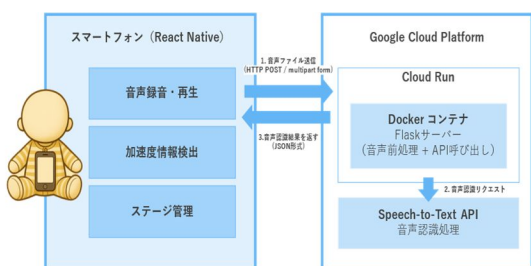 スマートフォン（React Native）
音声録音・再生
加速度情報検出
ステージ管理
1. 音声ファイル送信
(HTTP POST / multipart form)
3.音声認識結果を返す
(JSON形式)
Google Cloud Platform
Cloud Run
Docker コンテナ
Flaskサーバー
(音声前処理 + API呼び出し)
2. 音声認識リクエスト
Speech-to-Text API
音声認識処理